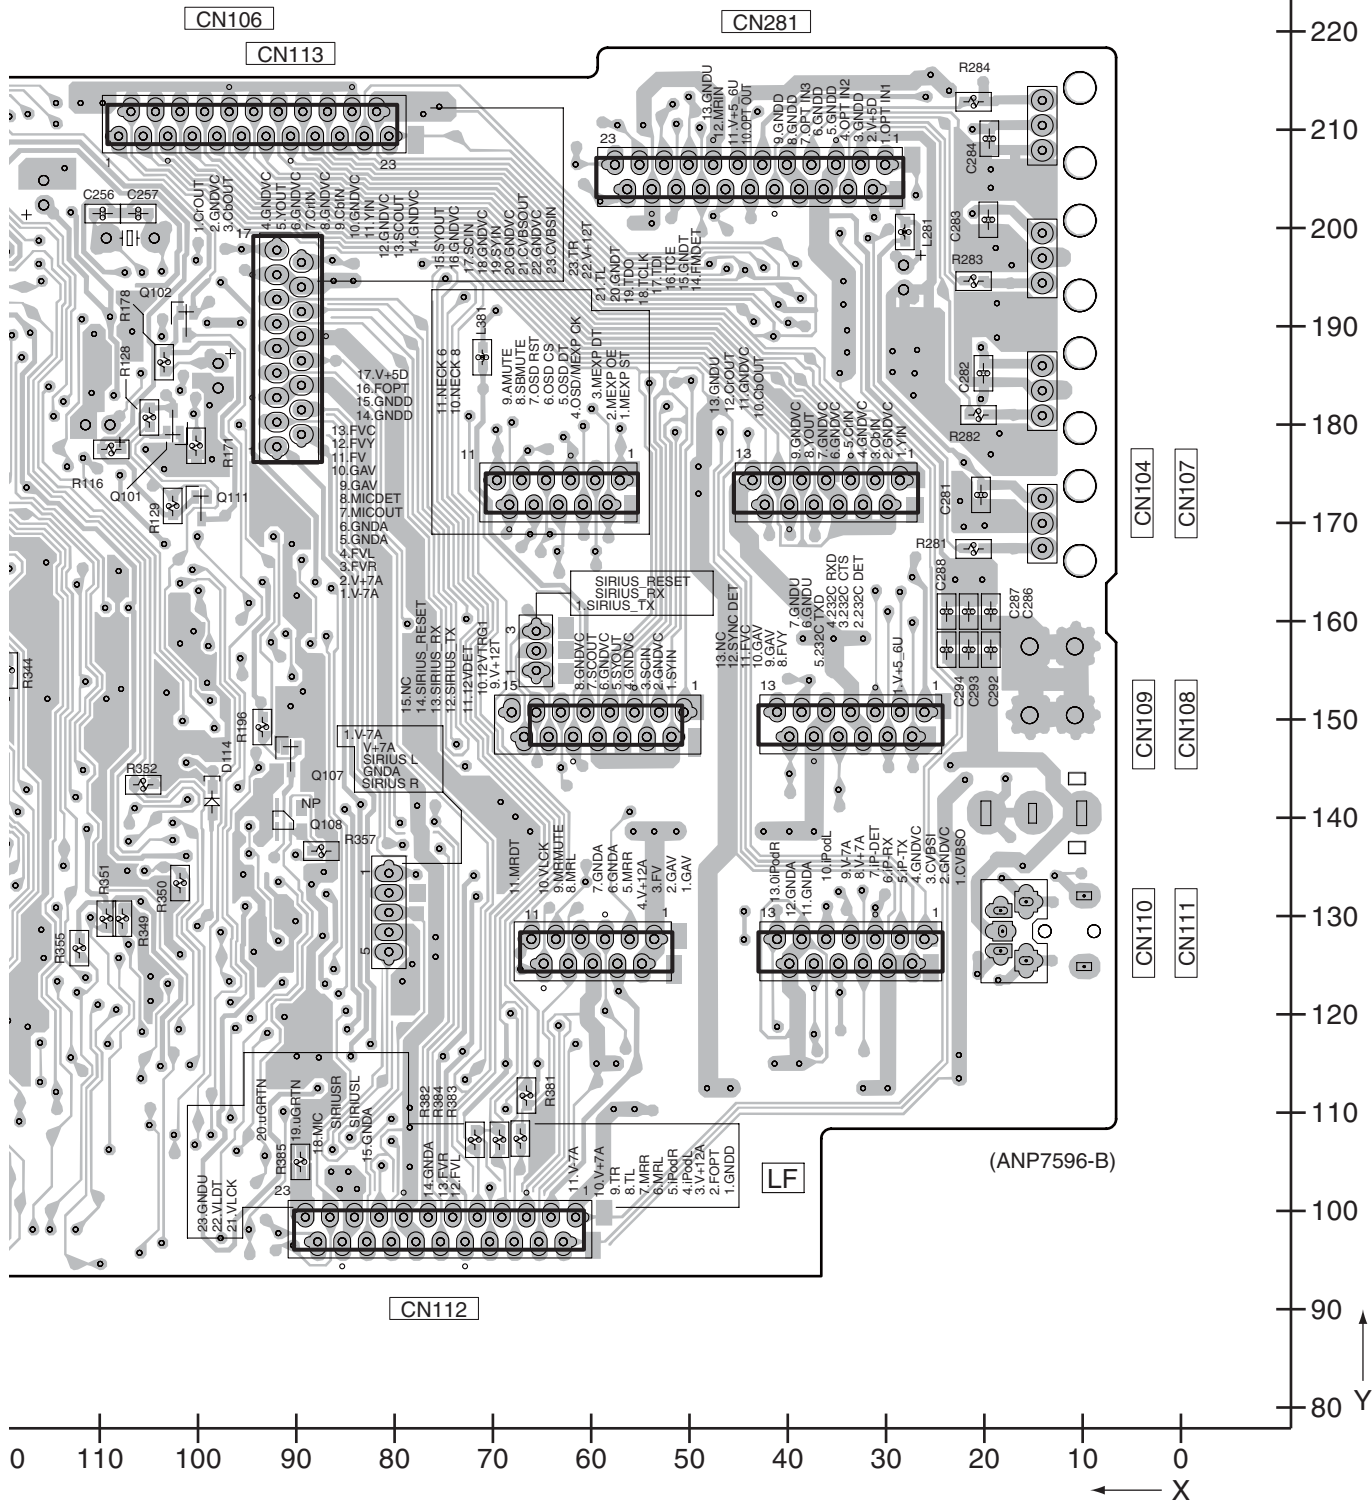 CN106
CN113
CN281
220
210
200
190
180
170
160
150
140
130
120
110
100
90
80
Y
R284
C284
C283
R283
L281
C282
R282
C281
R281
C288
C287
C286
C294
C293
C292
CN104
CN107
CN109
CN108
CN110
CN111
13.GNDU
12.MRIN
11.V+5_6U
10.OPT OUT
9.GNDD
8.GNDD
7.OPT IN3
6.GNDD
5.GNDD
4.OPT IN2
3.GNDD
2.V+5D
1.OPT IN1
23
1
1
23
C256
C257
+
1.CrOUT
2.GNDVC
3.CbOUT
4.GNDVC
5.YOUT
6.GNDVC
7.CrIN
8.GNDVC
9.CbIN
10.GNDVC
11.YIN
12.GNDVC
13.SCOUT
14.GNDVC
15.SYOUT
16.GNDVC
17.SCIN
18.GNDVC
19.SYIN
20.GNDVC
21.CVBSOUT
22.GNDVC
23.CVBSIN
23.TR
22.V+12T
21.TL
20.GNDT
19.TDO
18.TCLK
17.TDI
16.TCE
15.GNDT
14.FMDET
17
Q102
R178
R128
R116
Q101
R171
R129
Q111
L381
11.NECK 6
10.NECK 8
9.AMUTE
8.SBMUTE
7.OSD RST
6.OSD CS
5.OSD DT
4.OSD/MEXP CK
3.MEXP DT
2.MEXP OE
1.MEXP ST
11
1
17.V+5D
16.FOPT
15.GNDD
14.GNDD
13.FVC
12.FVY
11.FV
10.GAV
9.GAV
8.MICDET
7.MICOUT
6.GNDA
5.GNDA
4.FVL
3.FVR
2.V+7A
1.V-7A
13.GNDU
12.CrOUT
11.GNDVC
10.CbOUT
9.GNDVC
8.YOUT
7.GNDVC
6.GNDVC
5.CrIN
4.GNDVC
3.CbIN
2.GNDVC
1.YIN
13
1
SIRIUS_RESET
SIRIUS_RX
1.SIRIUS_TX
3
1
15.NC
14.SIRIUS_RESET
13.SIRIUS_RX
12.SIRIUS_TX
11.12VDET
10.12VTRG1
9.V+12T
8.GNDVC
7.SCOUT
6.GNDVC
5.SYOUT
4.GNDVC
3.SCIN
2.GNDVC
1.SYIN
15
1
13.NC
12.SYNC DET
11.FVC
10.GAV
9.GAV
8.FVY
7.GNDU
6.GNDU
5.232C TXD
4.232C RXD
3.232C CTS
2.232C DET
1.V+5_6U
13
1
R344
R196
D114
R352
Q107
NP
Q108
R357
R351
R350
R349
R355
1.V-7A
V+7A
SIRIUS L
GNDA
SIRIUS R
1
5
11.MRDT
10.VLCK
9.MRMUTE
8.MRL
7.GNDA
6.GNDA
5.MRR
4.V+12A
3.FV
2.GAV
1.GAV
11
1
13.0iPodR
12.GNDA
11.GNDA
10.iPodL
9.V-7A
8.V+7A
7.iP-DET
6.iP-RX
5.iP-TX
4.GNDVC
3.CVBSI
2.GNDVC
1.CVBSO
13
1
23.GNDU
22.VLDT
21.VLCK
20.uGRTN
19.uGRTN
18.MIC
SIRIUSR
SIRIUSL
15.GNDA
R385
R382
R384
R383
R381
14.GNDA
13.FVR
12.FVL
11.V-7A
10.V+7A
9.TR
8.TL
7.MRR
6.MRL
5.iPodR
4.iPodL
3.V+12A
2.FOPT
1.GNDD
23
1
LF
(ANP7596-B)
CN112
0 110 100 90 80 70 60 50 40 30 20 10 0
X